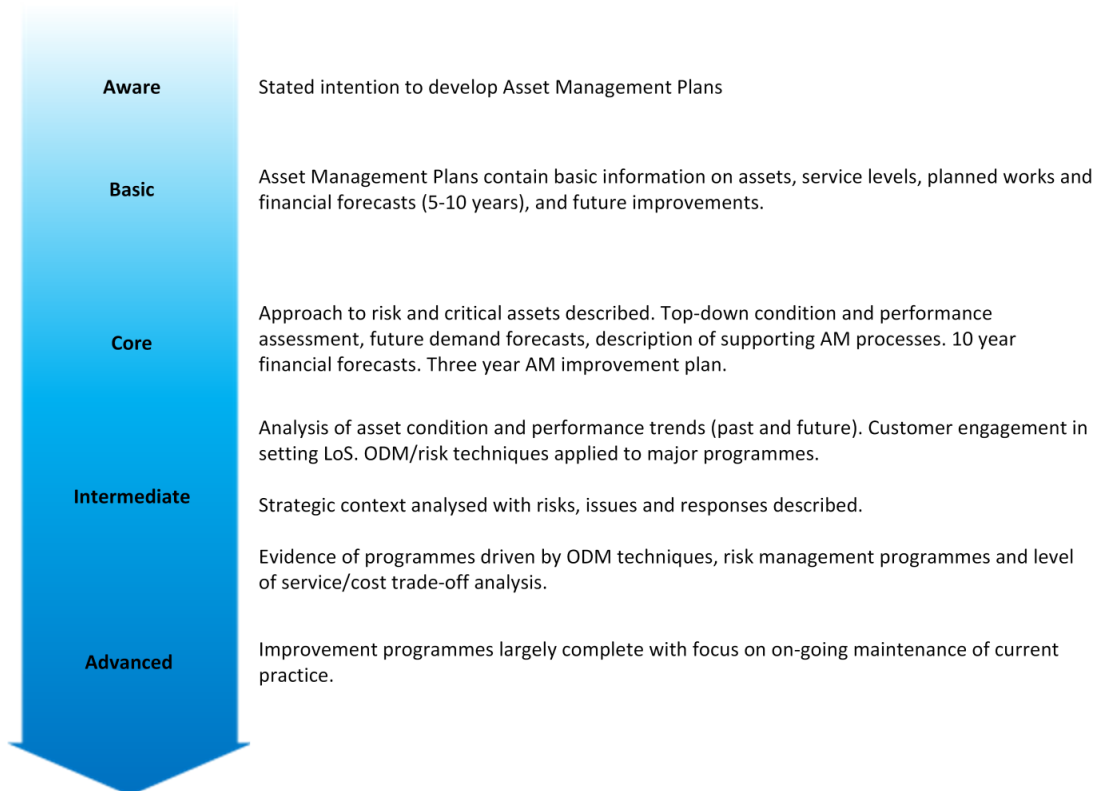 Aware
Stated intention to develop Asset Management Plans
Basic
Asset Management Plans contain basic information on assets, service levels, planned works and
financial forecasts (5-10 years), and future improvements.
Core
Approach to risk and critical assets described. Top-down condition and performance
assessment, future demand forecasts, description of supporting AM processes. 10 year
financial forecasts. Three year AM improvement plan.
Intermediate
Analysis of asset condition and performance trends (past and future). Customer engagement in
setting LoS. ODM/risk techniques applied to major programmes.
Strategic context analysed with risks, issues and responses described.
Evidence of programmes driven by ODM techniques, risk management programmes and level
of service/cost trade-off analysis.
Advanced
Improvement programmes largely complete with focus on on-going maintenance of current
practice.